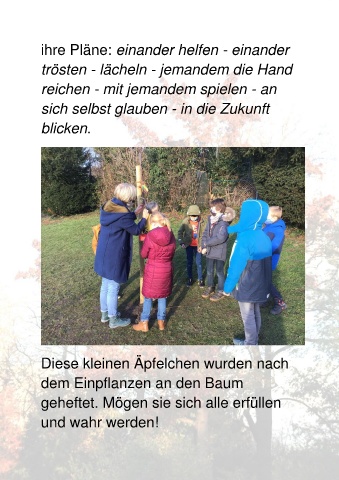 ihre Pläne: einander helfen - einander
trösten - lächeln - jemandem die Hand
reichen - mit jemandem spielen - an
sich selbst glauben - in die Zukunft
blicken.
Diese kleinen Äpfelchen wurden nach
dem Einpflanzen an den Baum
geheftet. Mögen sie sich alle erfüllen
und wahr werden!